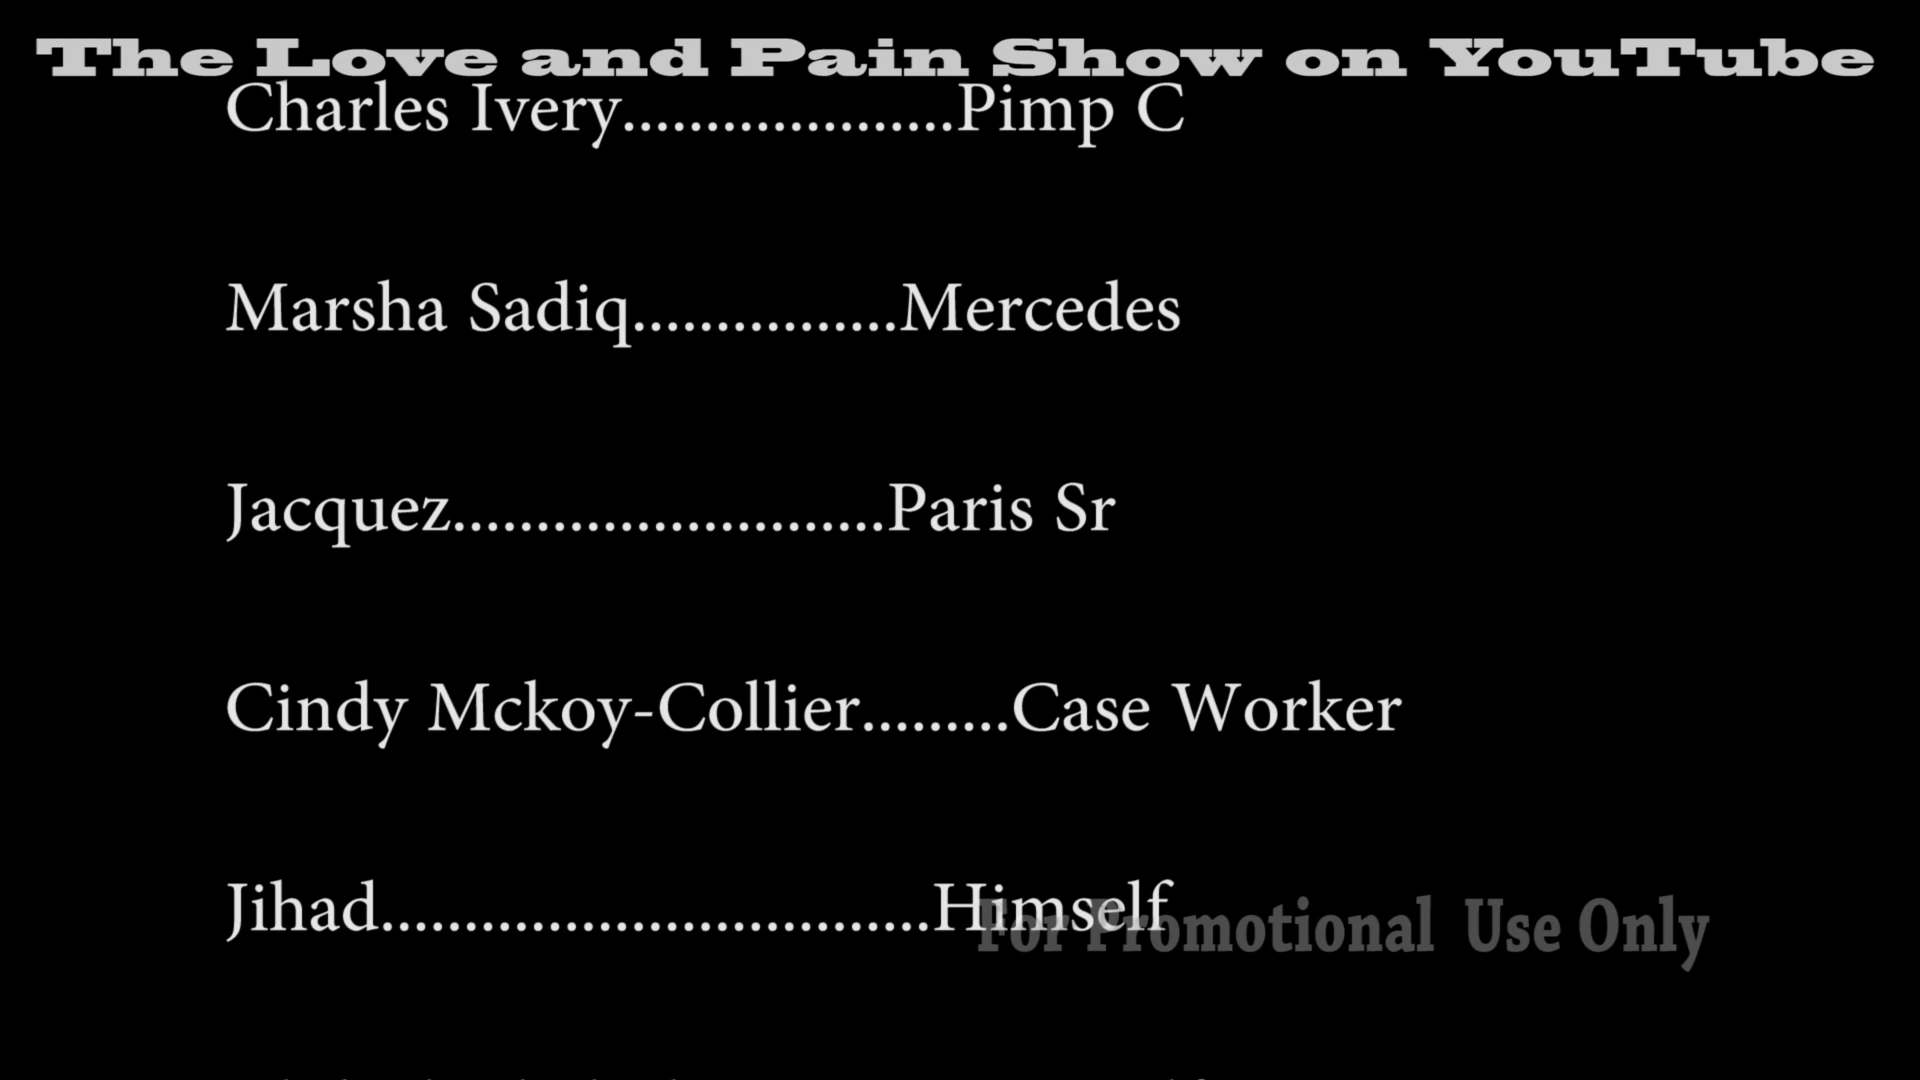 The Love and Pain Show on YouTube
Charles Ivery....................Pimp C
Marsha Sadiq................Mercedes
Jacquez..........................Paris Sr
Cindy Mckoy-Collier.........Case Worker
Jihad.................................Himself
For Promotional Use Only